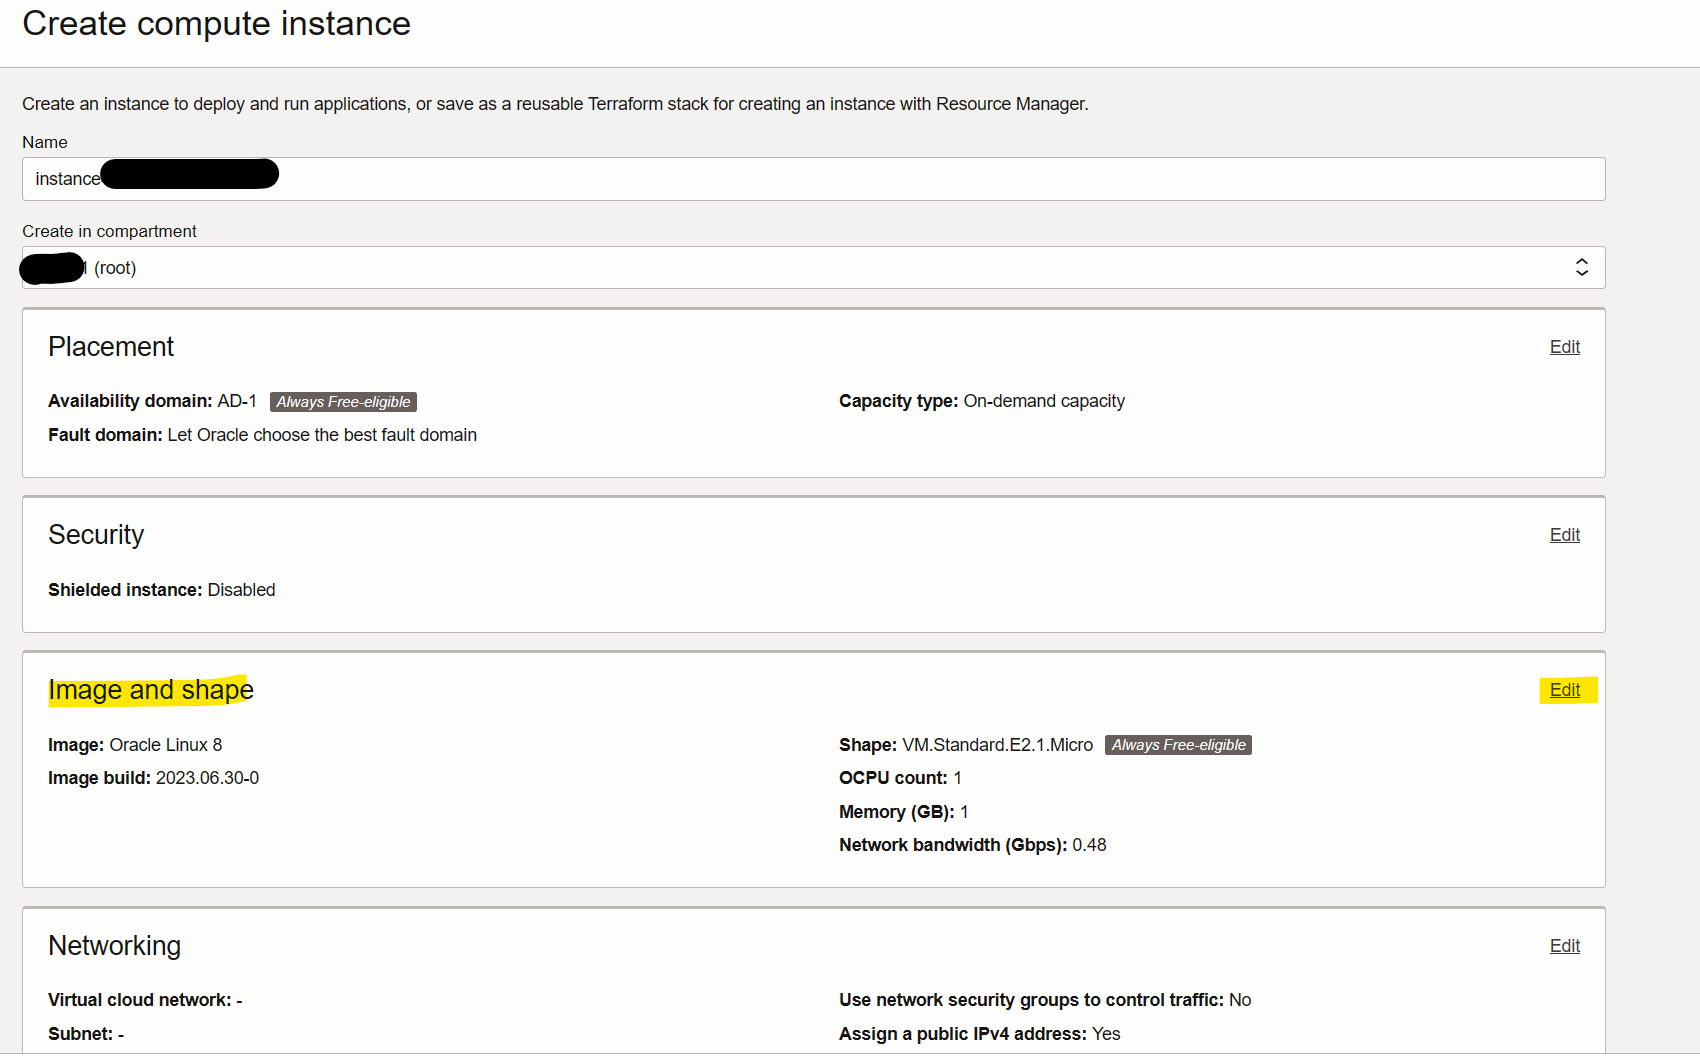 Create compute instance
Create an instance to deploy and run applications, or save as a reusable Terraform stack for creating an instance with Resource Manager.
Name
instance
Create in compartment
(root)
Placement
Edit
Availability domain: AD-1 Always Free-eligible
Capacity type: On-demand capacity
Fault domain: Let Oracle choose the best fault domain
Security
Edit
Shielded instance: Disabled
Image and shape
Edit
Image: Oracle Linux 8
Shape: VM.Standard.E2.1.Micro Always Free-eligible
Image build: 2023.06.30-0
OCPU count: 1
Memory (GB): 1
Network bandwidth (Gbps): 0.48
Networking
Edit
Virtual cloud network: -
Use network security groups to control traffic: No
Subnet: -
Assign a public IPv4 address: Yes